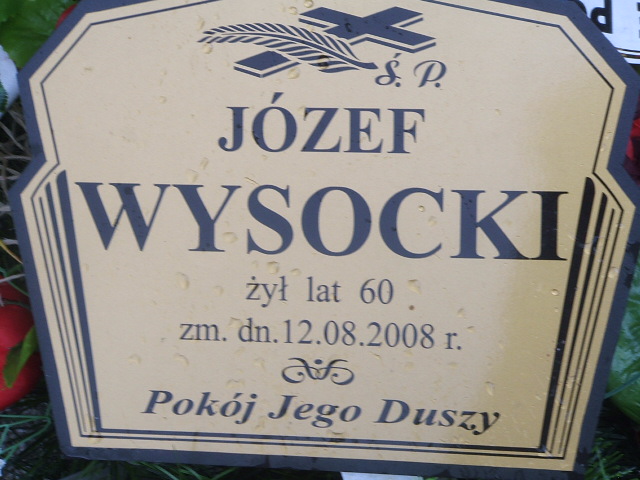 Ś. P.
JÓZEF
WYSOCKI
żył lat 60
zm. dn.12.08.2008 r.
Pokój Jego Duszy